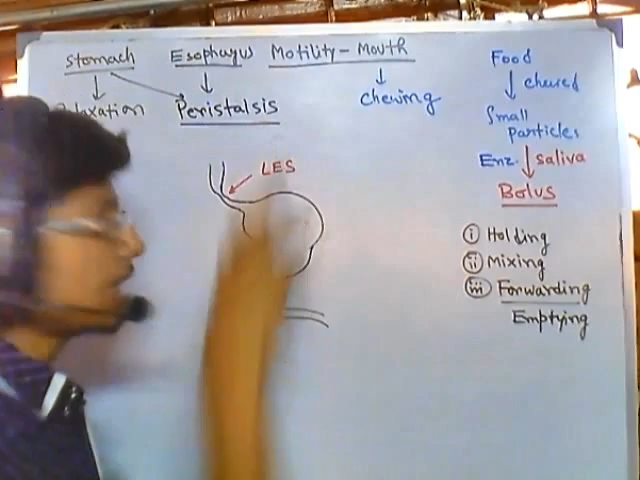 Stomach Esophagus Motility - Mouth
Relaxation Peristalsis Chewing
LES
Food
chewed
Small
Particles
Enz. saliva
Bolus
(i) Holding
(ii) Mixing
(iii) Forwarding
Emptying